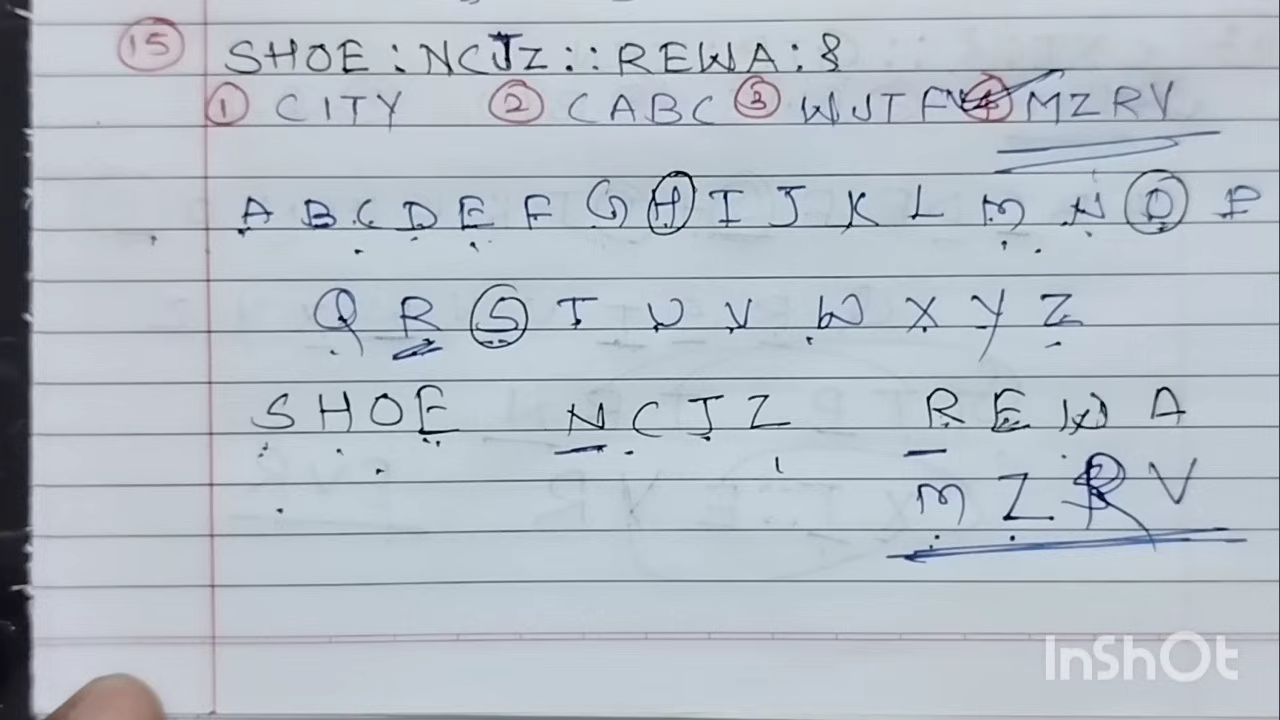 15 SHOE : NCJZ :: REWA : ?
1 CITY 2 CABC 3 WJTF 4 MZRV
A B C D E F G H I J K L M N O P
Q R S T U V W X Y Z
SHOE NCJZ REWA
MZRV
InShOt